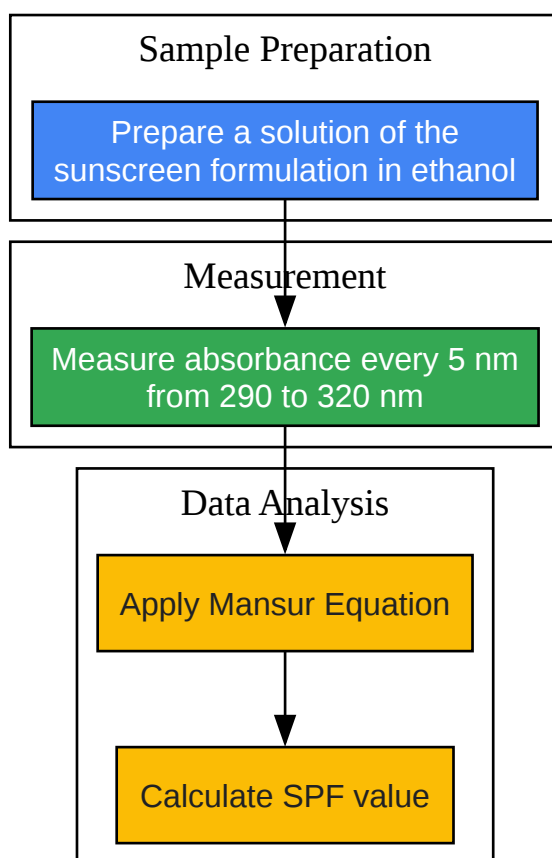 Sample Preparation
Prepare a solution of the
sunscreen formulation in ethanol
Measurement
Measure absorbance every 5 nm
from 290 to 320 nm
Data Analysis
Apply Mansur Equation
Calculate SPF value